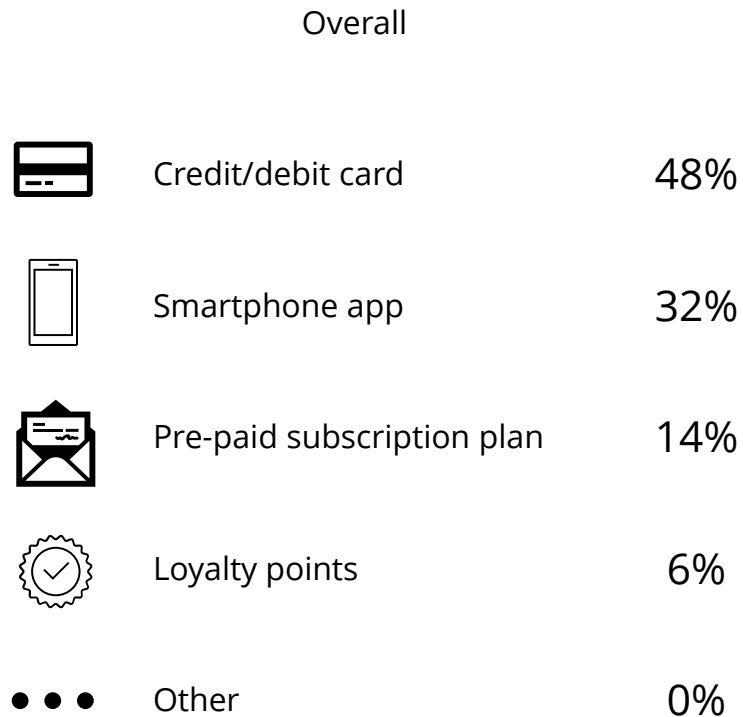 Overall
Credit/debit card 48%
Smartphone app 32%
Pre-paid subscription plan 14%
Loyalty points 6%
Other 0%